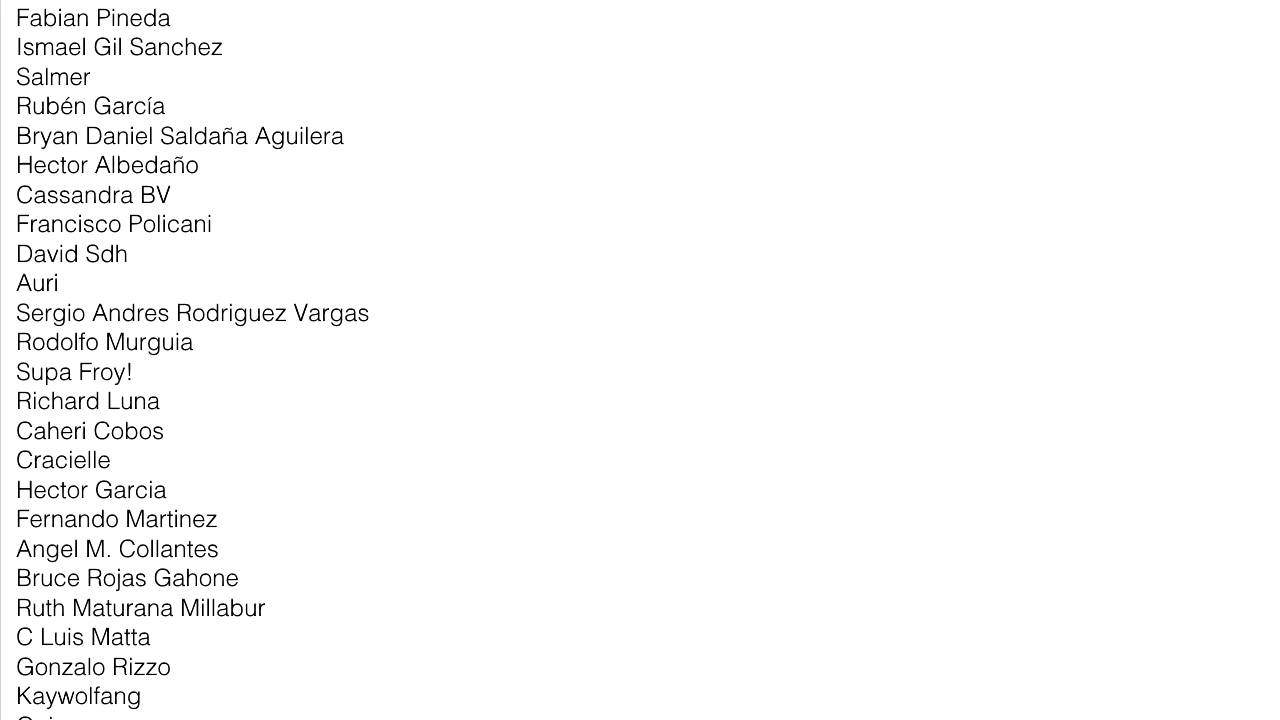 Fabian Pineda
Ismael Gil Sanchez
Salmer
Rubén García
Bryan Daniel Saldaña Aguilera
Hector Albedaño
Cassandra BV
Francisco Policani
David Sdh
Auri
Sergio Andres Rodriguez Vargas
Rodolfo Murguia
Supa Froy!
Richard Luna
Caheri Cobos
Cracielle
Hector Garcia
Fernando Martinez
Angel M. Collantes
Bruce Rojas Gahone
Ruth Maturana Millabur
C Luis Matta
Gonzalo Rizzo
Kaywolfang